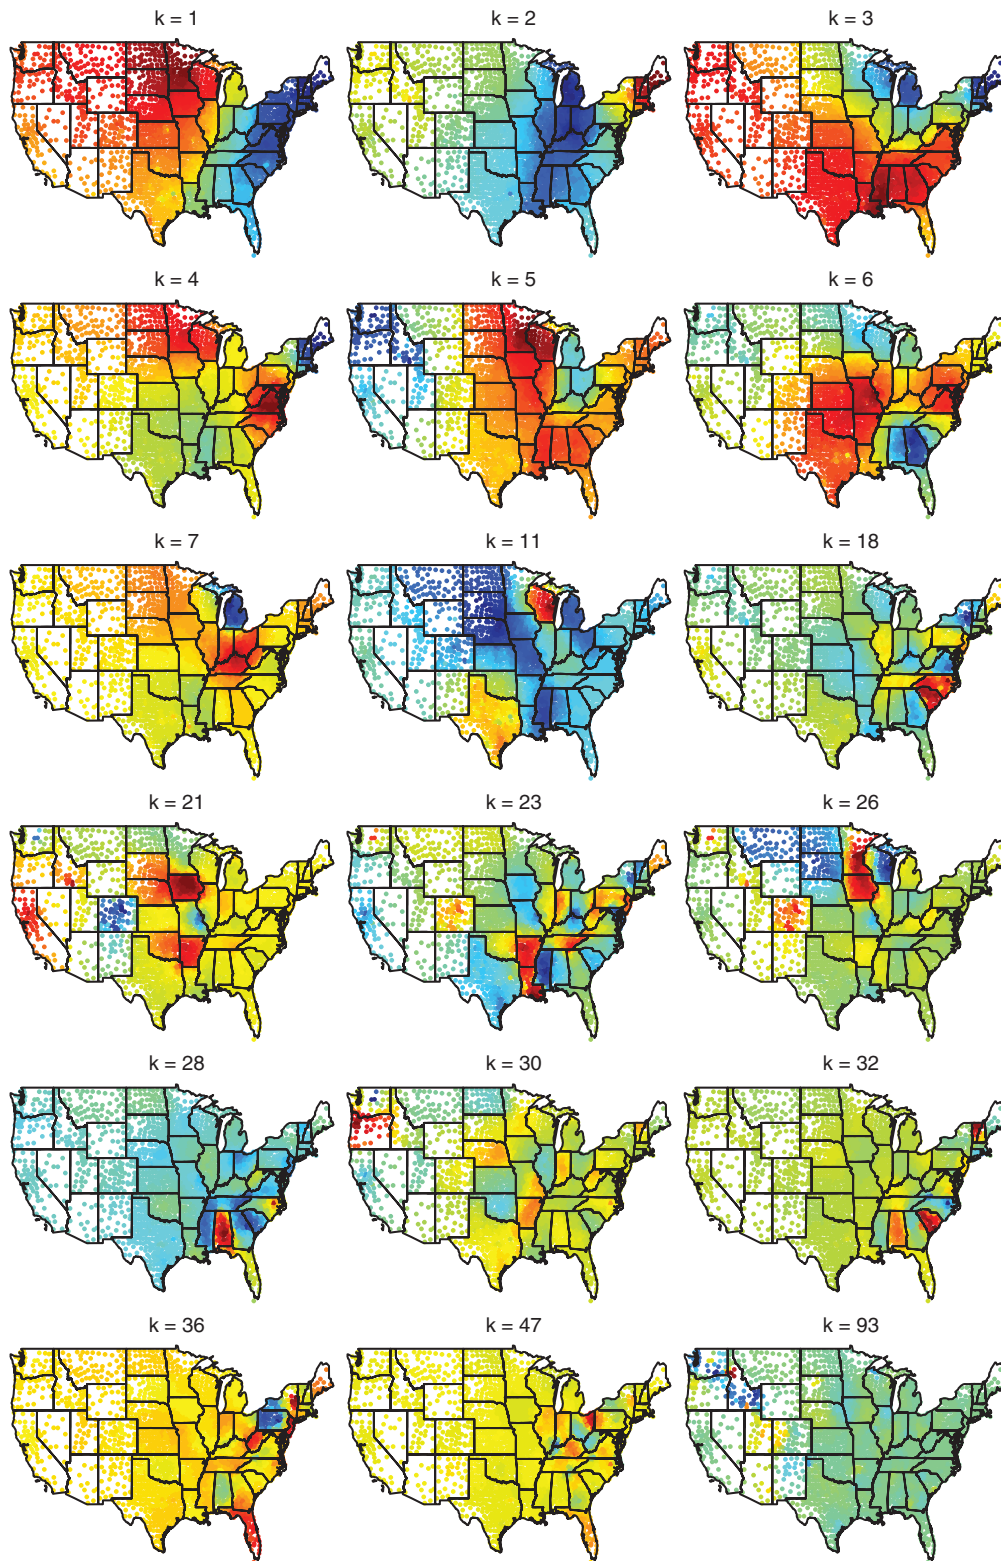 k = 1
k = 2
k = 3
k = 4
k = 5
k = 6
k = 7
k = 11
k = 18
k = 21
k = 23
k = 26
k = 28
k = 30
k = 32
k = 36
k = 47
k = 93